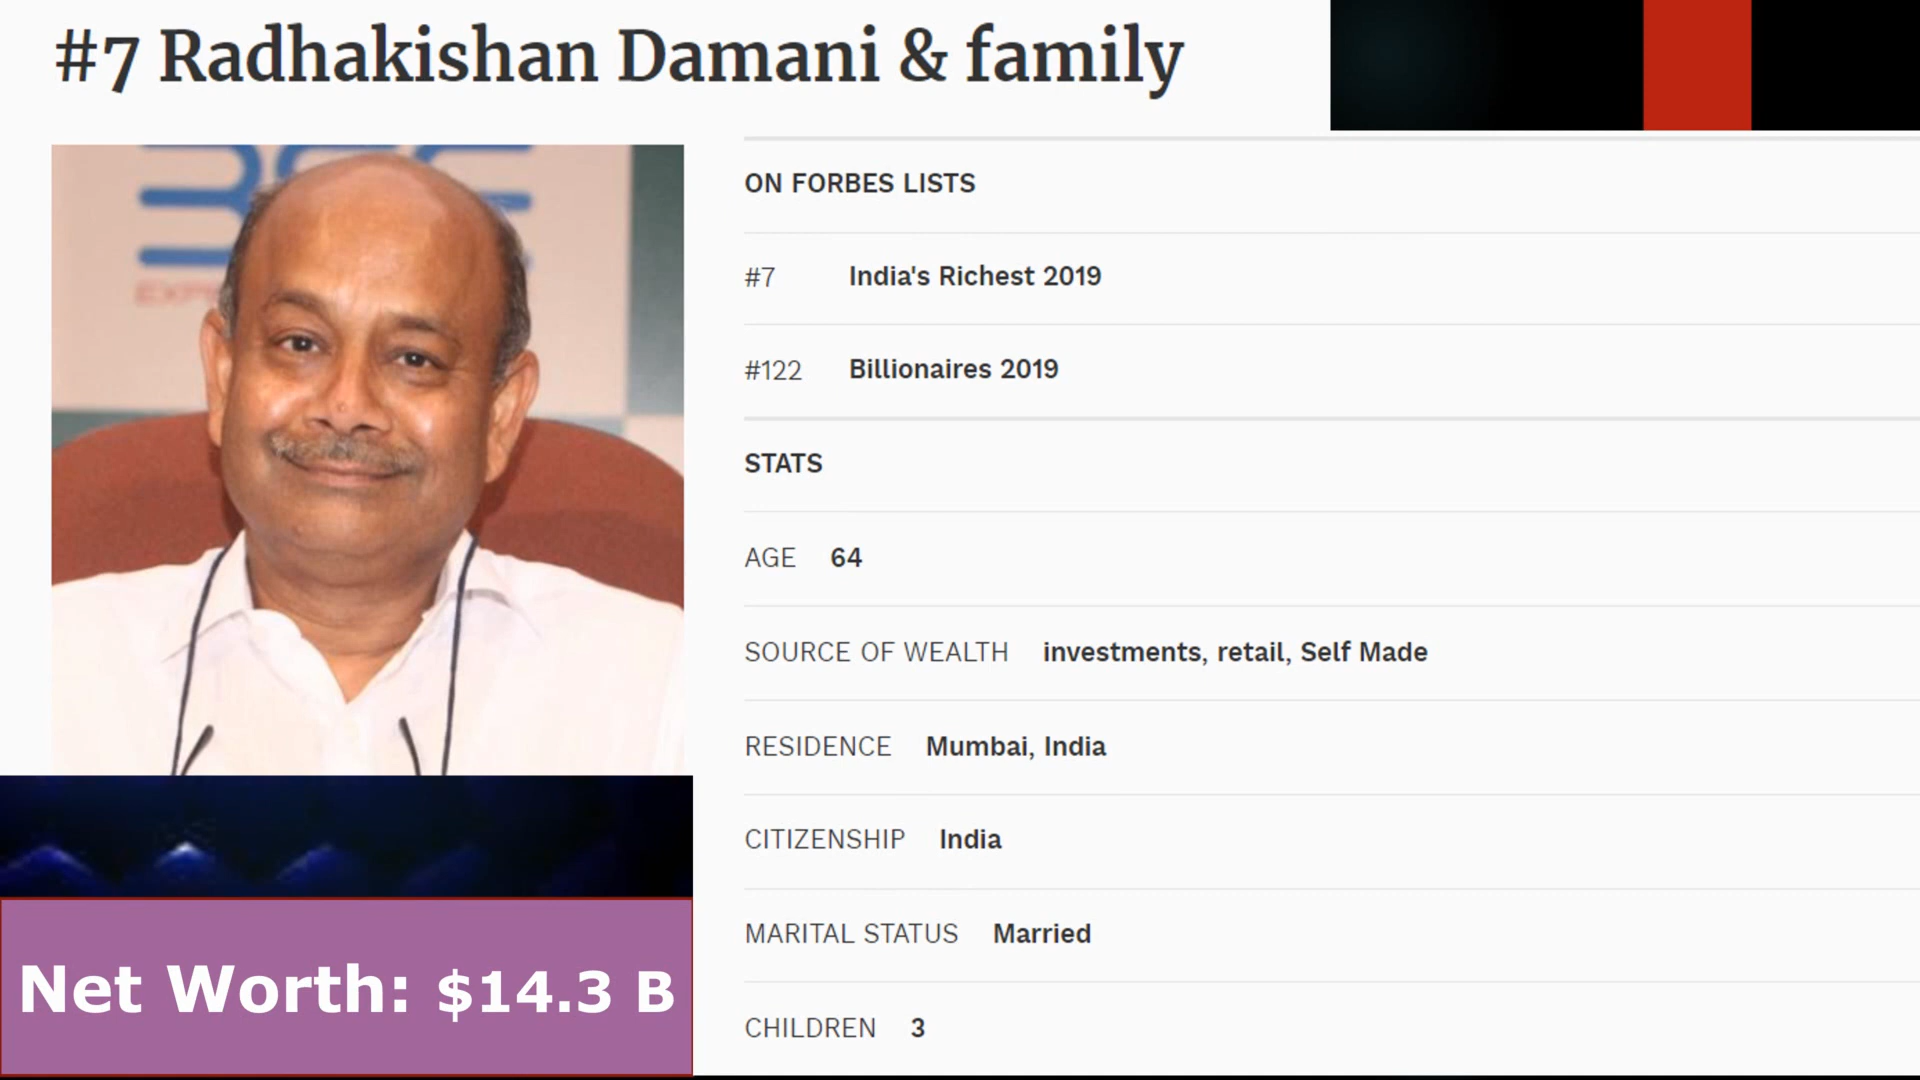 #7 Radhakishan Damani & family
ON FORBES LISTS
#7 India's Richest 2019
#122 Billionaires 2019
STATS
AGE 64
SOURCE OF WEALTH investments, retail, Self Made
RESIDENCE Mumbai, India
CITIZENSHIP India
MARITAL STATUS Married
CHILDREN 3
Net Worth: $14.3 B